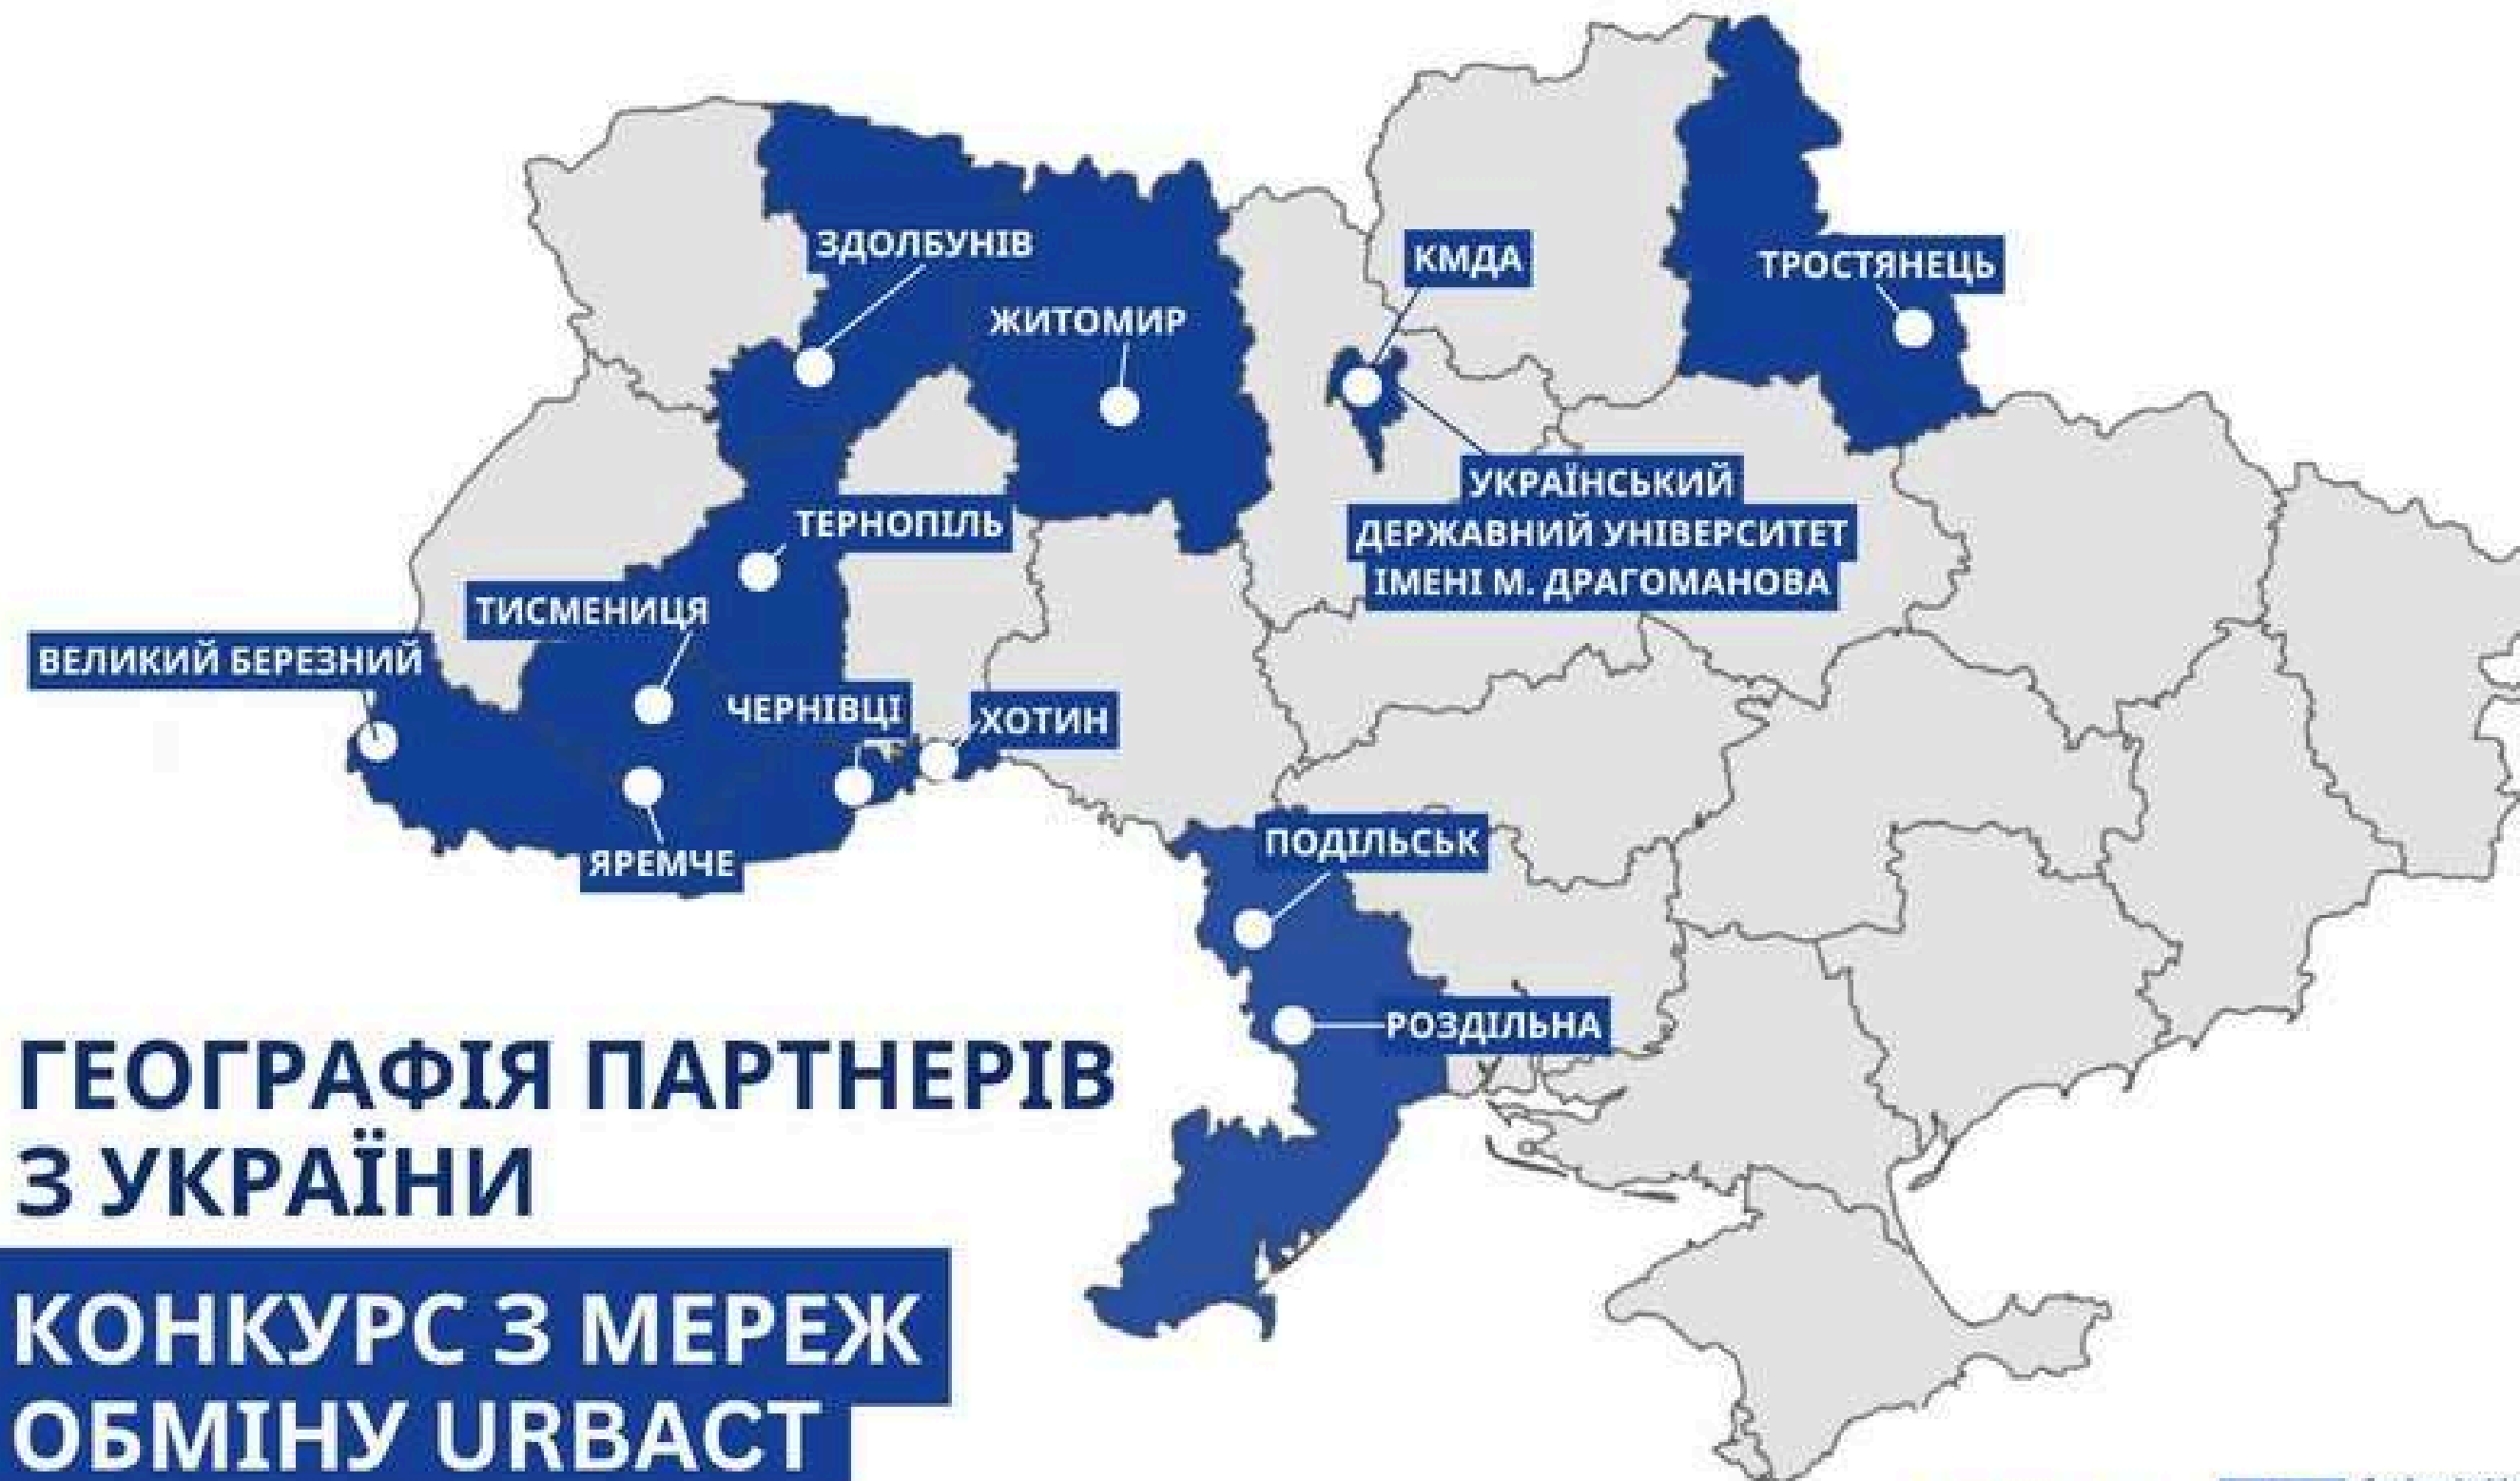 ЗДОЛБУНІВ
КМДА
ТРОСТЯНЕЦЬ
ЖИТОМИР
УКРАЇНСЬКИЙ
ДЕРЖАВНИЙ УНІВЕРСИТЕТ
ІМЕНІ М. ДРАГОМАНОВА
ТЕРНОПІЛЬ
ТИСМЕНИЦЯ
ВЕЛИКИЙ БЕРЕЗНИЙ
ЧЕРНІВЦІ
ХОТИН
ЯРЕМЧЕ
ПОДІЛЬСЬК
РОЗДІЛЬНА
ГЕОГРАФІЯ ПАРТНЕРІВ
З УКРАЇНИ
КОНКУРС З МЕРЕЖ
ОБМІНУ URBACT